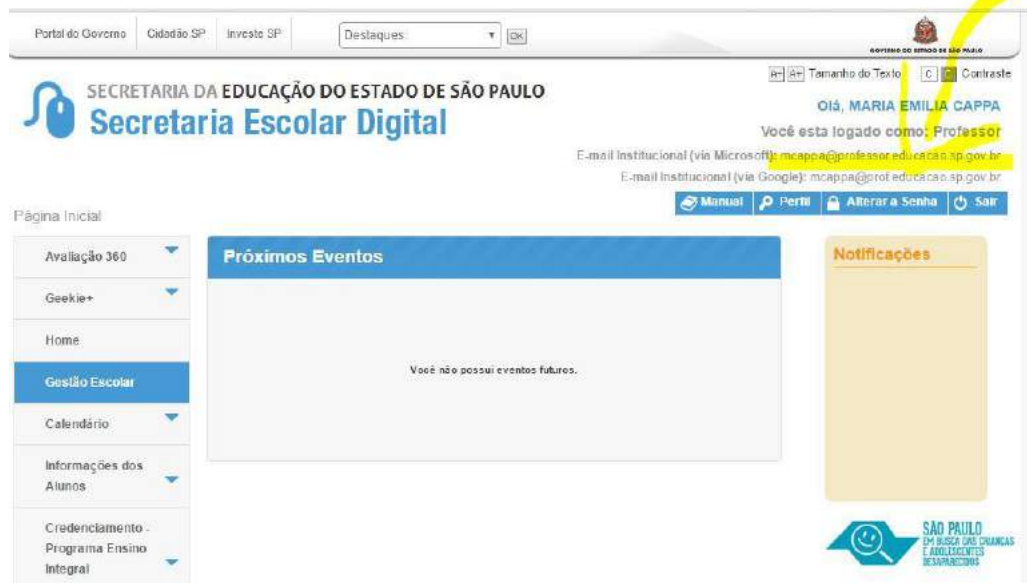 Portal do Governo
Cidadão SP
Investe SP
Destaques
OK
GOVERNO DO ESTADO DE SÃO PAULO
A- A+ Tamanho do Texto C C Contraste
SECRETARIA DA EDUCAÇÃO DO ESTADO DE SÃO PAULO
Secretaria Escolar Digital
Olá, MARIA EMILIA CAPPA
Você esta logado como: Professor
E-mail Institucional (via Microsoft): mcappa@professor.educacao.sp.gov.br
E-mail Institucional (via Google): mcappa@prof.educacao.sp.gov.br
Manual
Perfil
Alterar a Senha
Sair
Página Inicial
Avaliação 360
Geekie+
Home
Gestão Escolar
Calendário
Informações dos
Alunos
Credenciamento -
Programa Ensino
Integral
Próximos Eventos
Você não possui eventos futuros.
Notificações
SÃO PAULO
EM BUSCA DAS CRIANÇAS
E ADOLESCENTES
DESAPARECIDOS